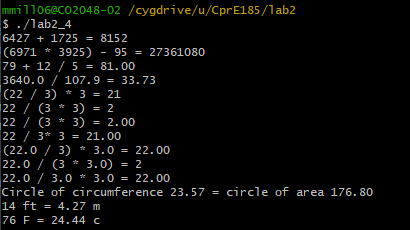 mmill06@CO2048-02 /cygdrive/u/CprE185/lab2
$ ./lab2_4
6427 + 1725 = 8152
(6971 * 3925) - 95 = 27361080
79 + 12 / 5 = 81.00
3640.0 / 107.9 = 33.73
(22 / 3) * 3 = 21
22 / (3 * 3) = 2
22 / (3 * 3) = 2.00
22 / 3* 3 = 21.00
(22.0 / 3) * 3.0 = 22.00
22.0 / (3 * 3.0) = 2
22.0 / 3.0 * 3.0 = 22.00
Circle of circumference 23.57 = circle of area 176.80
14 ft = 4.27 m
76 F = 24.44 c